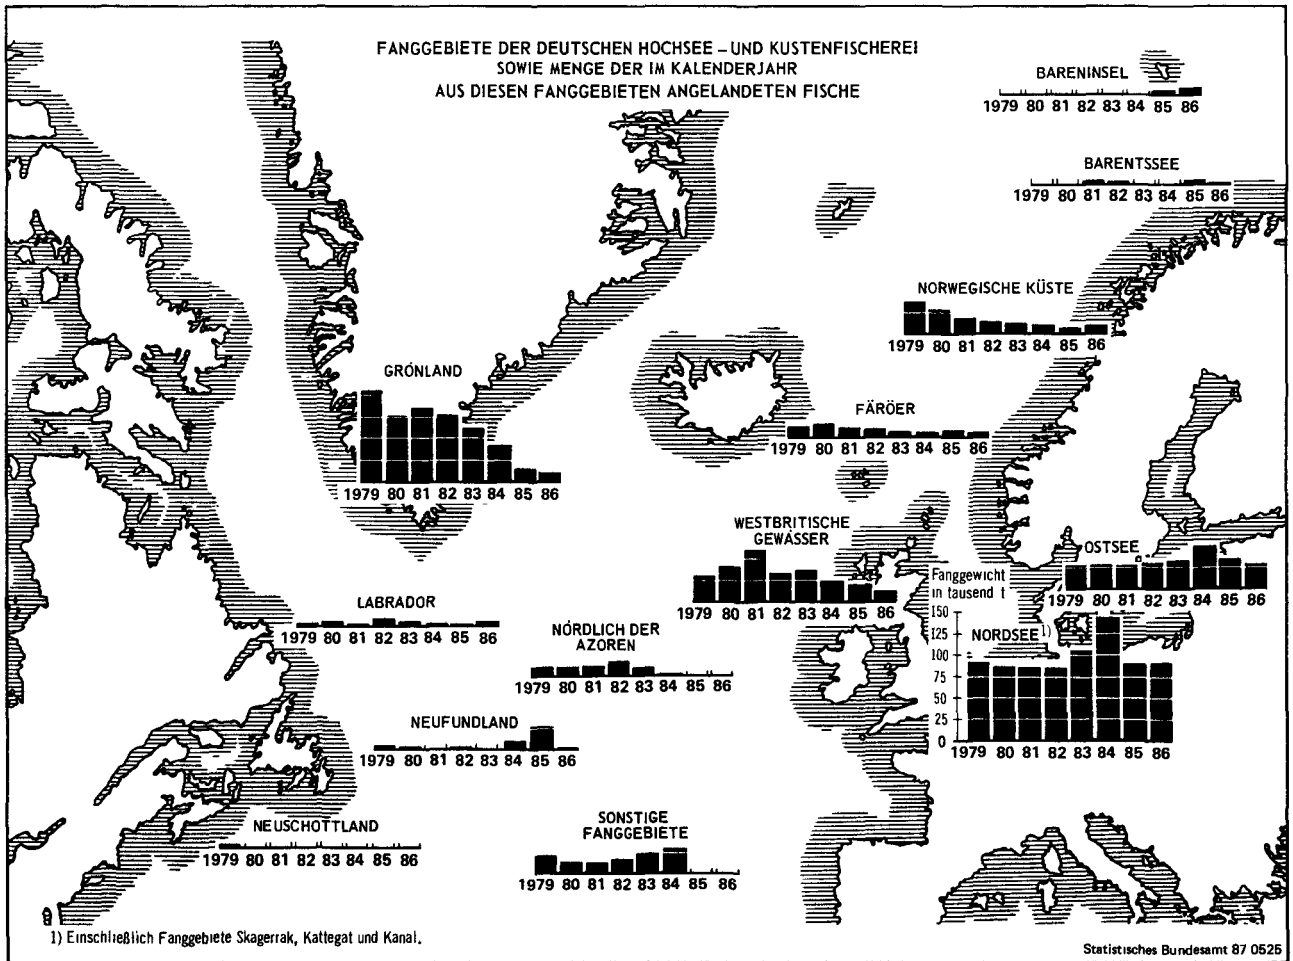 FANGGEBIETE DER DEUTSCHEN HOCHSEE – UND KUSTENFISCHEREI
SOWIE MENGE DER IM KALENDERJAHR
AUS DIESEN FANGGEBIETEN ANGELANDETEN FISCHE
BARENINSEL
1979 80 81 82 83 84 85 86
BARENTSSEE
1979 80 81 82 83 84 85 86
NORWEGISCHE KÜSTE
1979 80 81 82 83 84 85 86
GRÖNLAND
1979 80 81 82 83 84 85 86
FÄRÖER
1979 80 81 82 83 84 85 86
WESTBRITISCHE
GEWÄSSER
1979 80 81 82 83 84 85 86
OSTSEE
1979 80 81 82 83 84 85 86
Fanggewicht
in tausend t
150
125
100
75
50
25
0
NORDSEE 1)
1979 80 81 82 83 84 85 86
LABRADOR
1979 80 81 82 83 84 85 86
NÖRDLICH DER
AZOREN
1979 80 81 82 83 84 85 86
NEUFUNDLAND
1979 80 81 82 83 84 85 86
NEUSCHOTTLAND
1979 80 81 82 83 84 85 86
SONSTIGE
FANGGEBIETE
1979 80 81 82 83 84 85 86
1) Einschließlich Fanggebiete Skagerrak, Kattegat und Kanal.
Statistisches Bundesamt 87 0525